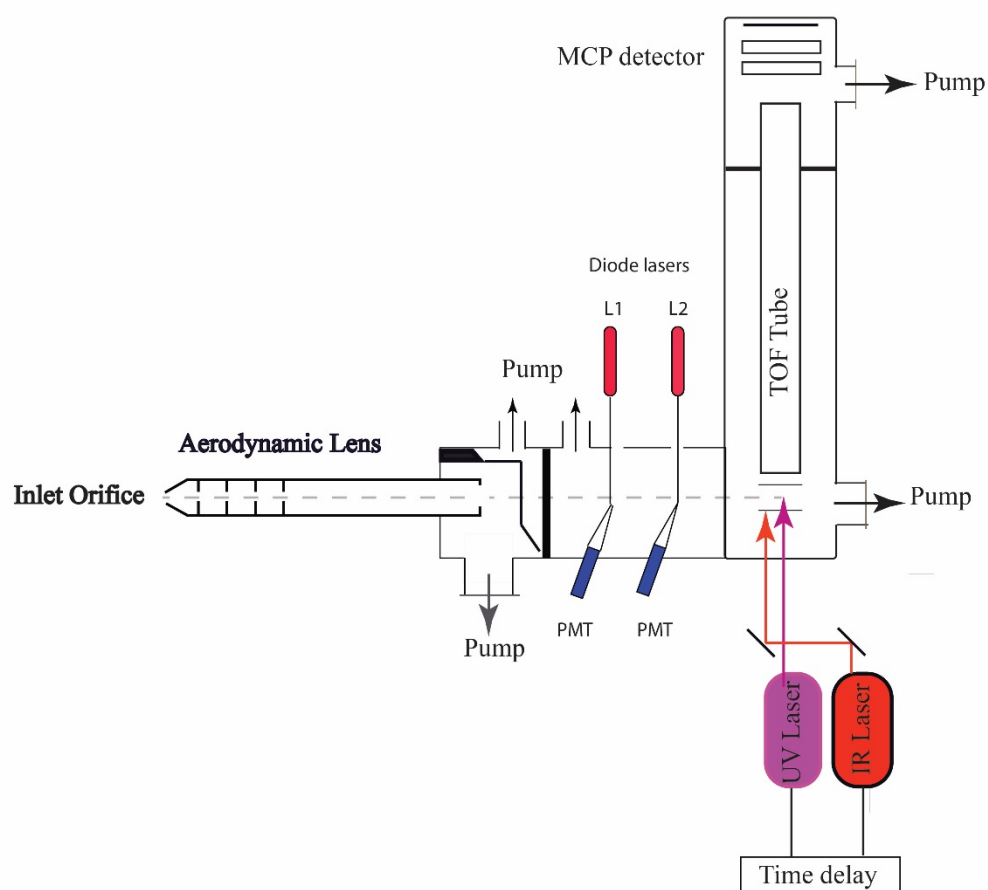 MCP detector
Pump
Diode lasers
L1
L2
Pump
TOF Tube
Aerodynamic Lens
Inlet Orifice
Pump
PMT
PMT
Pump
UV Laser
IR Laser
Time delay